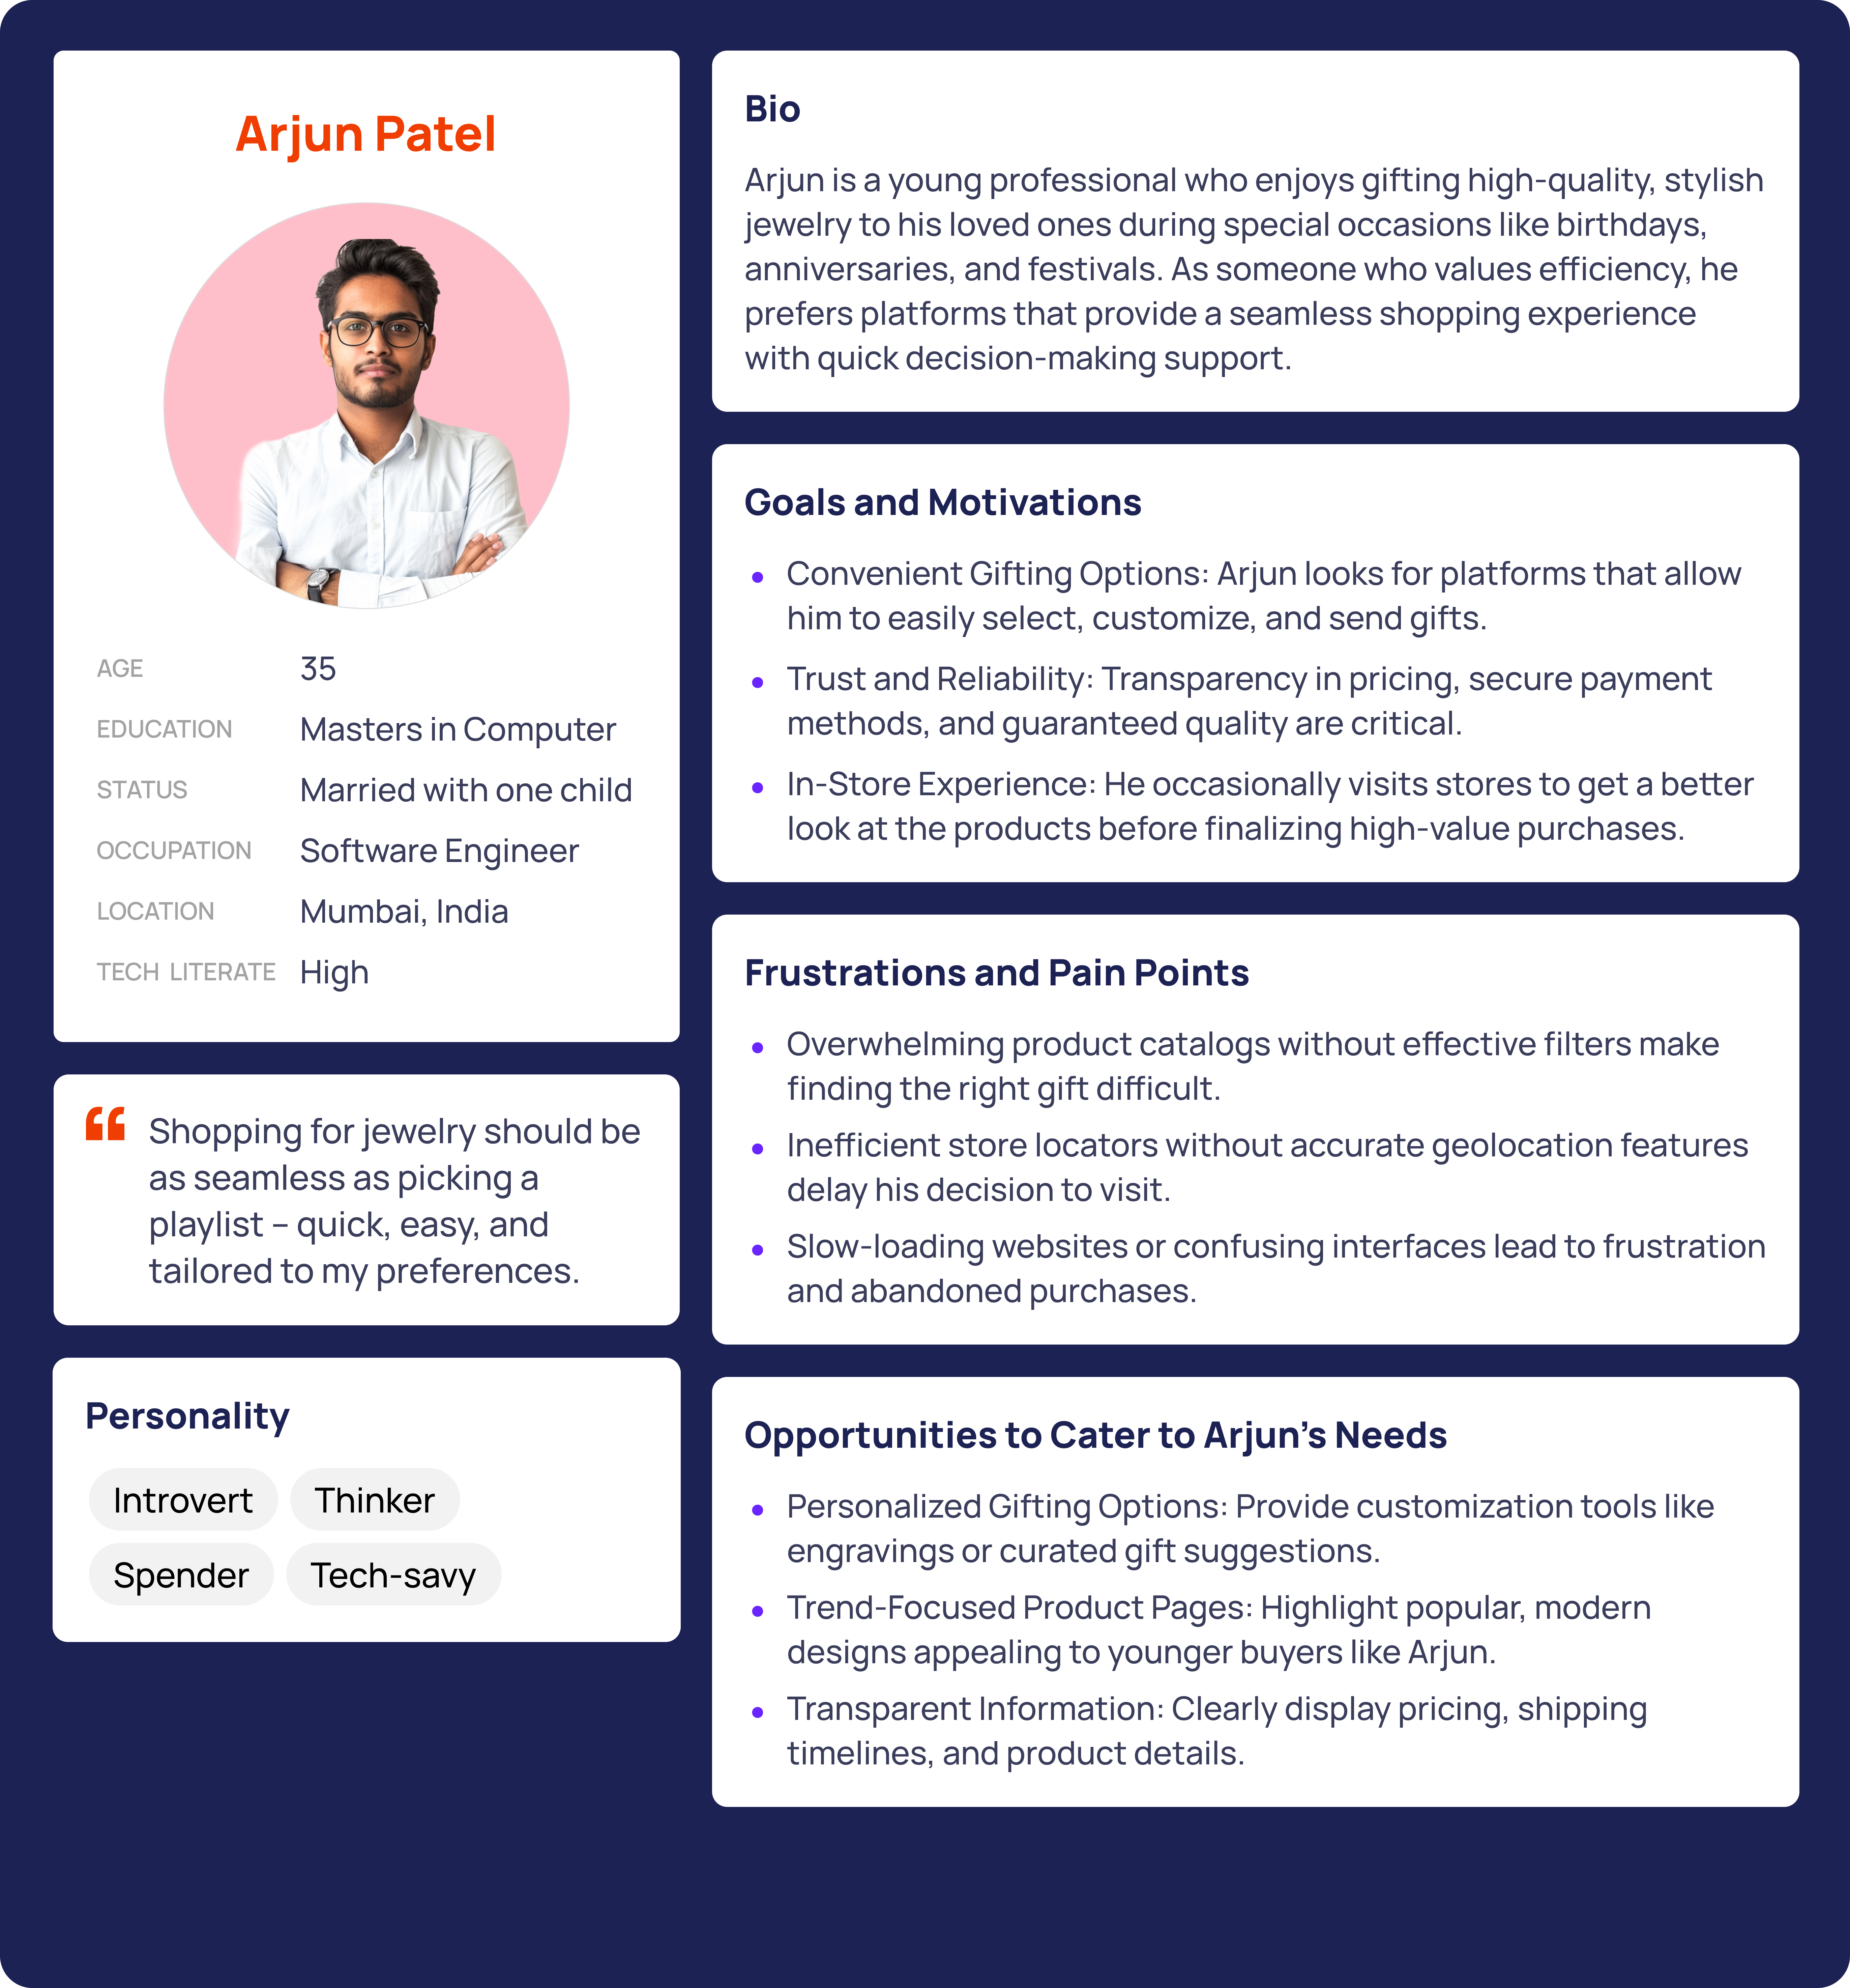 Arjun Patel
AGE 35
EDUCATION Masters in Computer
STATUS Married with one child
OCCUPATION Software Engineer
LOCATION Mumbai, India
TECH LITERATE High
“ Shopping for jewelry should be
as seamless as picking a
playlist – quick, easy, and
tailored to my preferences.
Personality
Introvert Thinker
Spender Tech-savy
Bio
Arjun is a young professional who enjoys gifting high-quality, stylish
jewelry to his loved ones during special occasions like birthdays,
anniversaries, and festivals. As someone who values efficiency, he
prefers platforms that provide a seamless shopping experience
with quick decision-making support.
Goals and Motivations
• Convenient Gifting Options: Arjun looks for platforms that allow
him to easily select, customize, and send gifts.
• Trust and Reliability: Transparency in pricing, secure payment
methods, and guaranteed quality are critical.
• In-Store Experience: He occasionally visits stores to get a better
look at the products before finalizing high-value purchases.
Frustrations and Pain Points
• Overwhelming product catalogs without effective filters make
finding the right gift difficult.
• Inefficient store locators without accurate geolocation features
delay his decision to visit.
• Slow-loading websites or confusing interfaces lead to frustration
and abandoned purchases.
Opportunities to Cater to Arjun’s Needs
• Personalized Gifting Options: Provide customization tools like
engravings or curated gift suggestions.
• Trend-Focused Product Pages: Highlight popular, modern
designs appealing to younger buyers like Arjun.
• Transparent Information: Clearly display pricing, shipping
timelines, and product details.